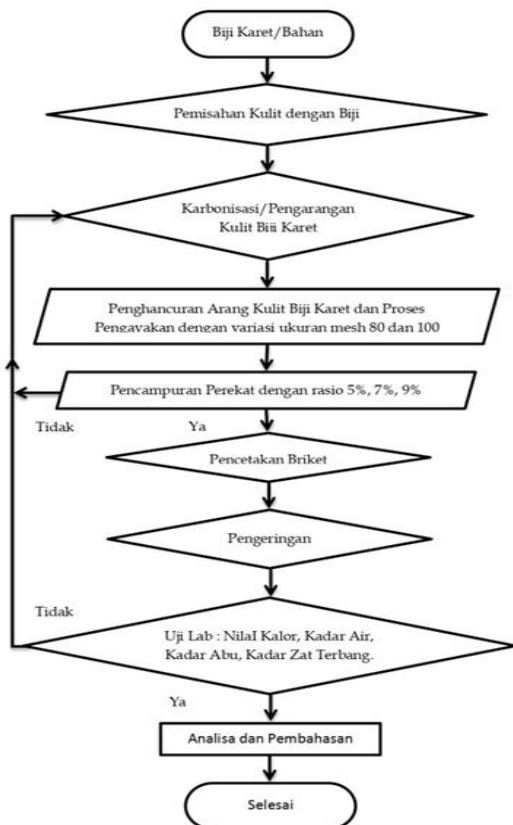 Biji Karet/Bahan
Pemisahan Kulit dengan Biji
Karbonisasi/Pengarangan
Kulit Biji Karet
Penghancuran Arang Kulit Biji Karet dan Proses
Pengayakan dengan variasi ukuran mesh 80 dan 100
Pencampuran Perekat dengan rasio 5%, 7%, 9%
Tidak
Ya
Pencetakan Briket
Pengeringan
Tidak
Uji Lab : NilaI Kalor, Kadar Air,
Kadar Abu, Kadar Zat Terbang.
Ya
Analisa dan Pembahasan
Selesai